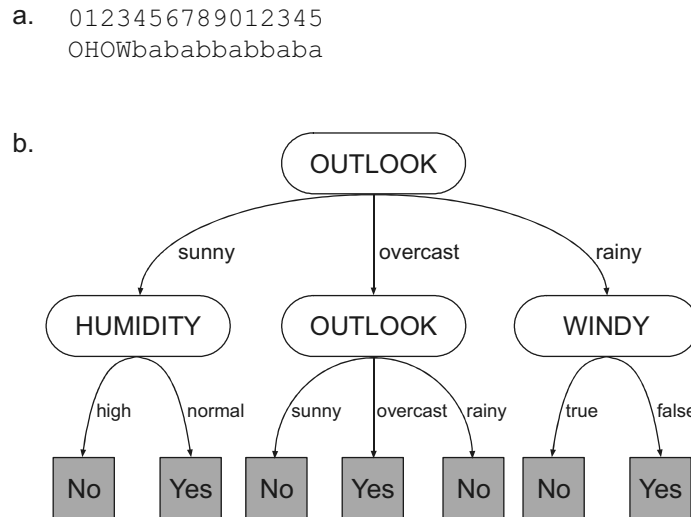 a. 0123456789012345
OHOWbababbabbaba
b.
OUTLOOK
sunny overcast rainy
HUMIDITY OUTLOOK WINDY
high normal sunny overcast rainy true false
No Yes No Yes No No Yes